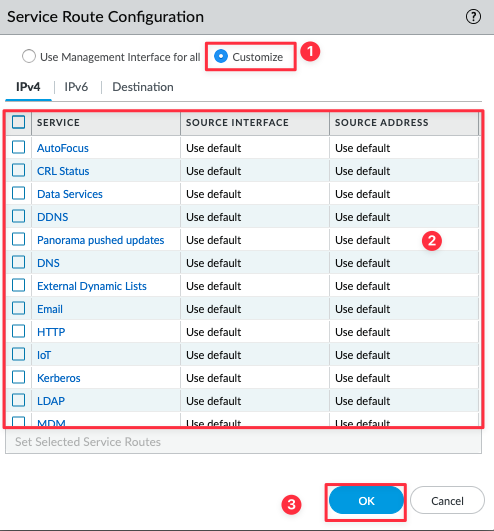 Service Route Configuration
Use Management Interface for all Customize 1
IPv4 IPv6 Destination
SERVICE SOURCE INTERFACE SOURCE ADDRESS
AutoFocus Use default Use default
CRL Status Use default Use default
Data Services Use default Use default
DDNS Use default Use default
Panorama pushed updates Use default Use default 2
DNS Use default Use default
External Dynamic Lists Use default Use default
Email Use default Use default
HTTP Use default Use default
IoT Use default Use default
Kerberos Use default Use default
LDAP Use default Use default
MDM Use default Use default
Set Selected Service Routes
3 OK Cancel